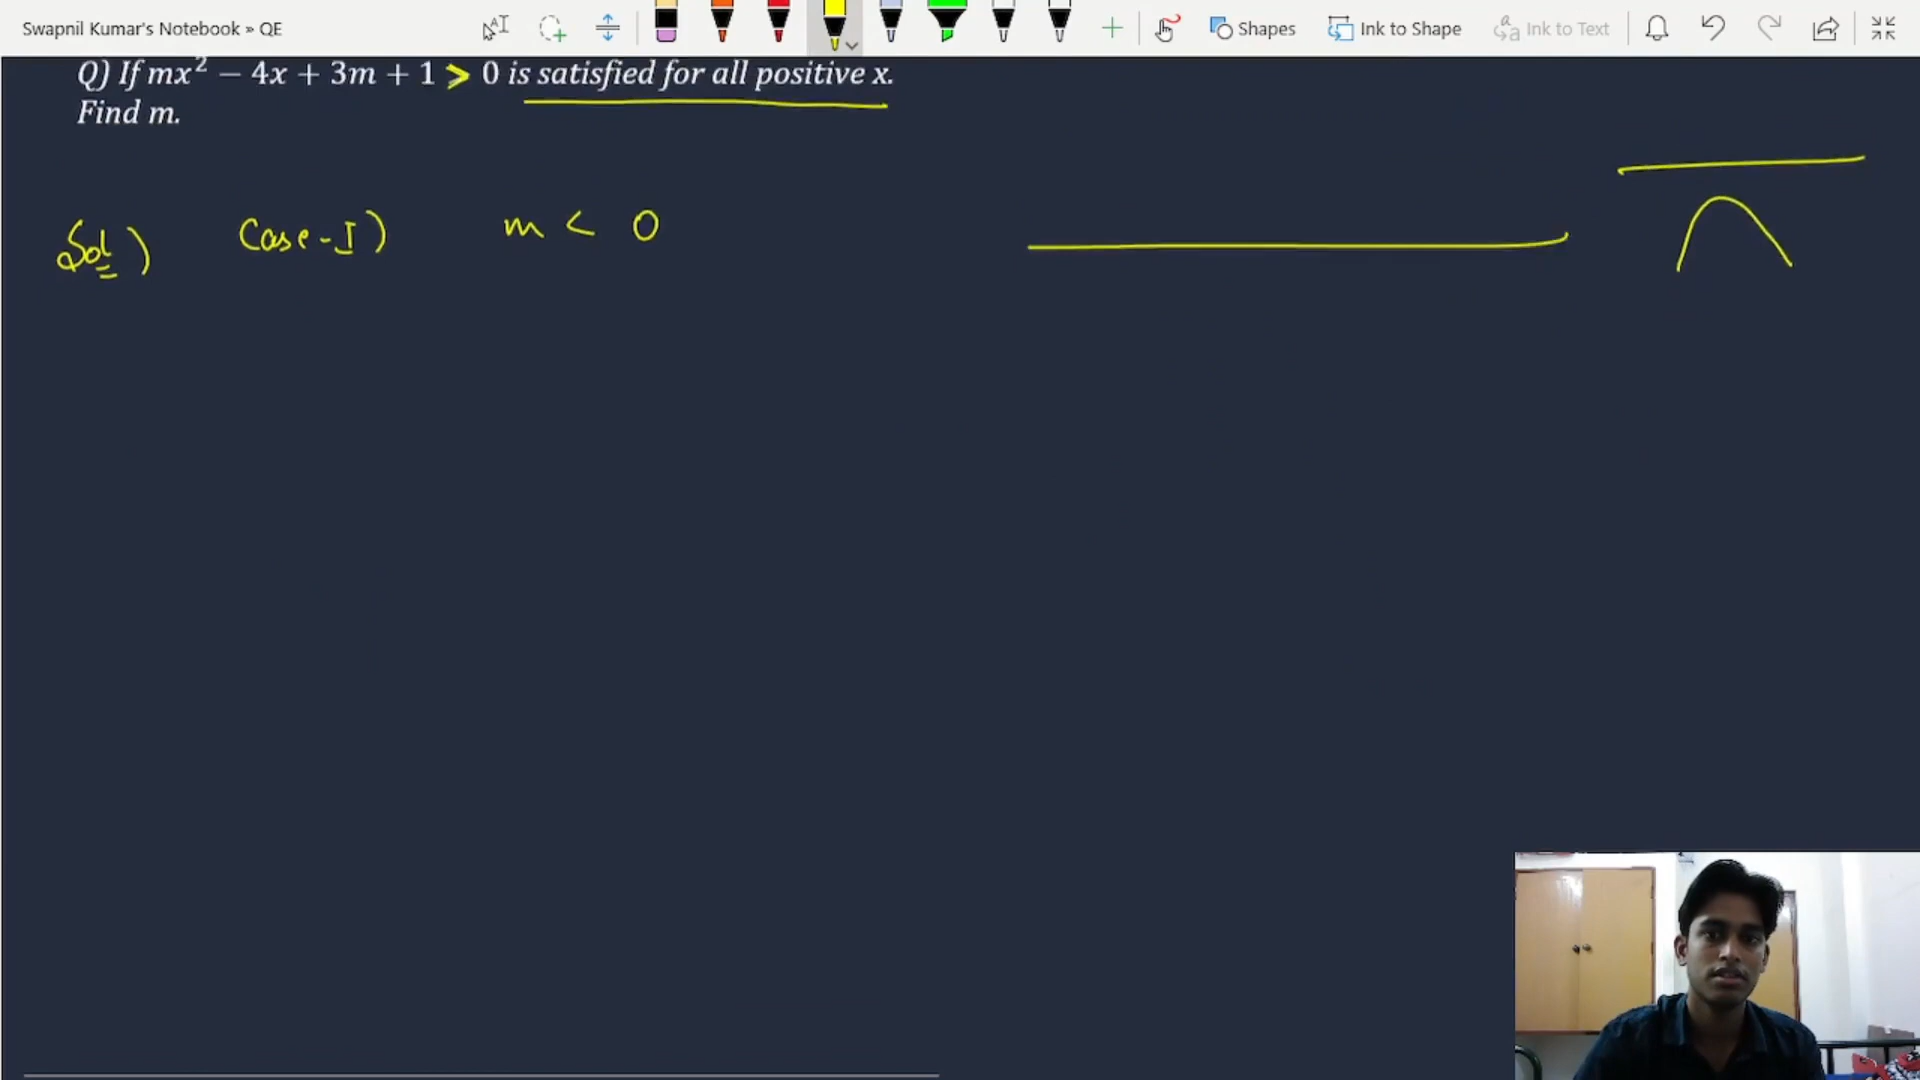 Swapnil Kumar's Notebook » QE
Shapes
Ink to Shape
Ink to Text
Q) If mx² − 4x + 3m + 1 > 0 is satisfied for all positive x.
Find m.
Sol) Case-I) m < 0